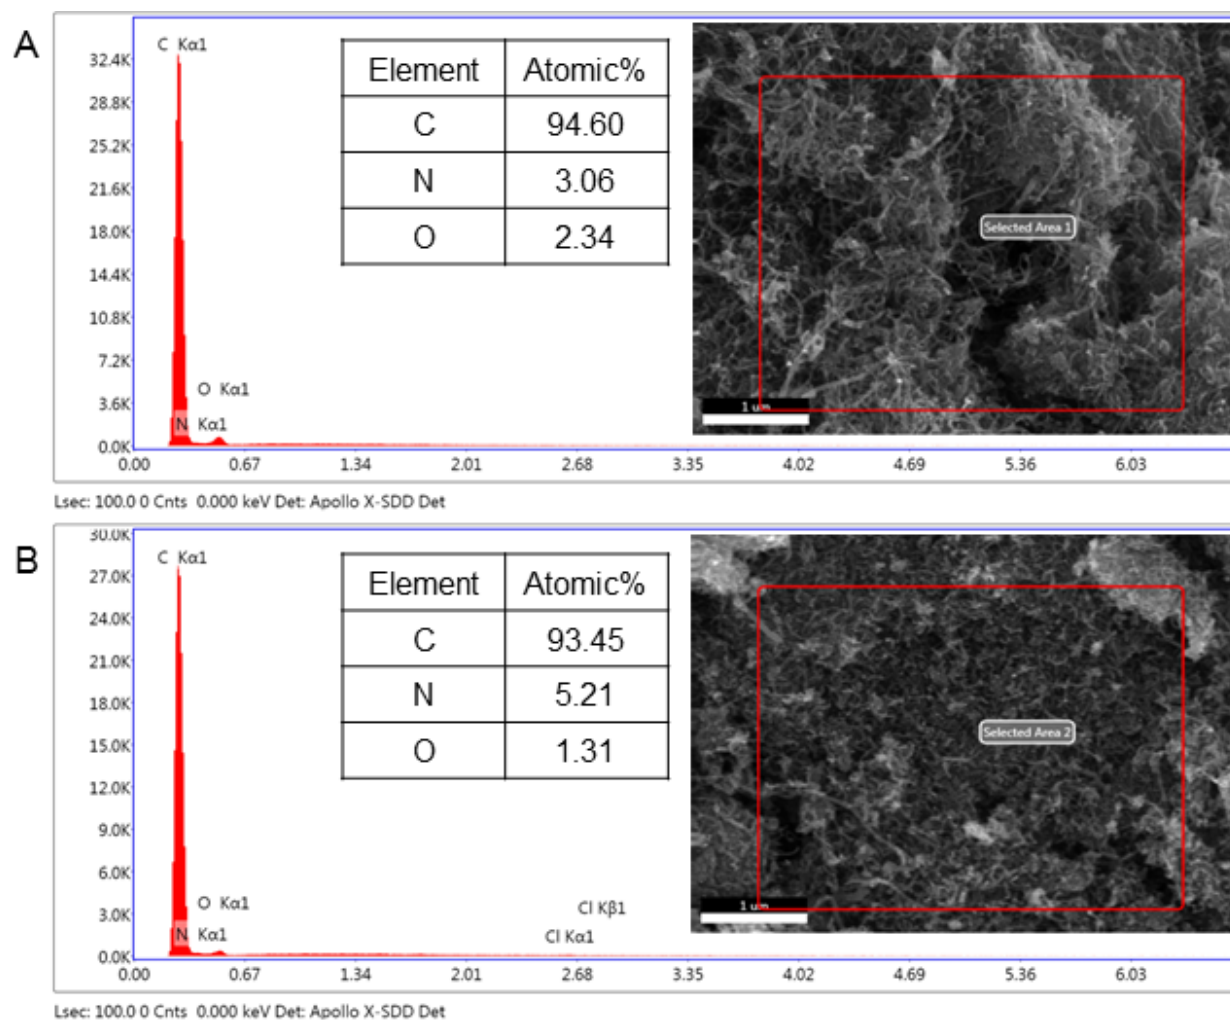 A
C Kα1
32.4K
28.8K
25.2K
21.6K
18.0K
14.4K
10.8K
7.2K
3.6K
0.0K
O Kα1
N Kα1
0.00 0.67 1.34 2.01 2.68 3.35 4.02 4.69 5.36 6.03
Element Atomic%
C 94.60
N 3.06
O 2.34
Selected Area 1
1 um
Lsec: 100.0 0 Cnts 0.000 keV Det: Apollo X-SDD Det
B
30.0K
C Kα1
27.0K
24.0K
21.0K
18.0K
15.0K
12.0K
9.0K
6.0K
3.0K
0.0K
O Kα1
N Kα1
Cl Kβ1
Cl Kα1
0.00 0.67 1.34 2.01 2.68 3.35 4.02 4.69 5.36 6.03
Element Atomic%
C 93.45
N 5.21
O 1.31
Selected Area 2
1 um
Lsec: 100.0 0 Cnts 0.000 keV Det: Apollo X-SDD Det